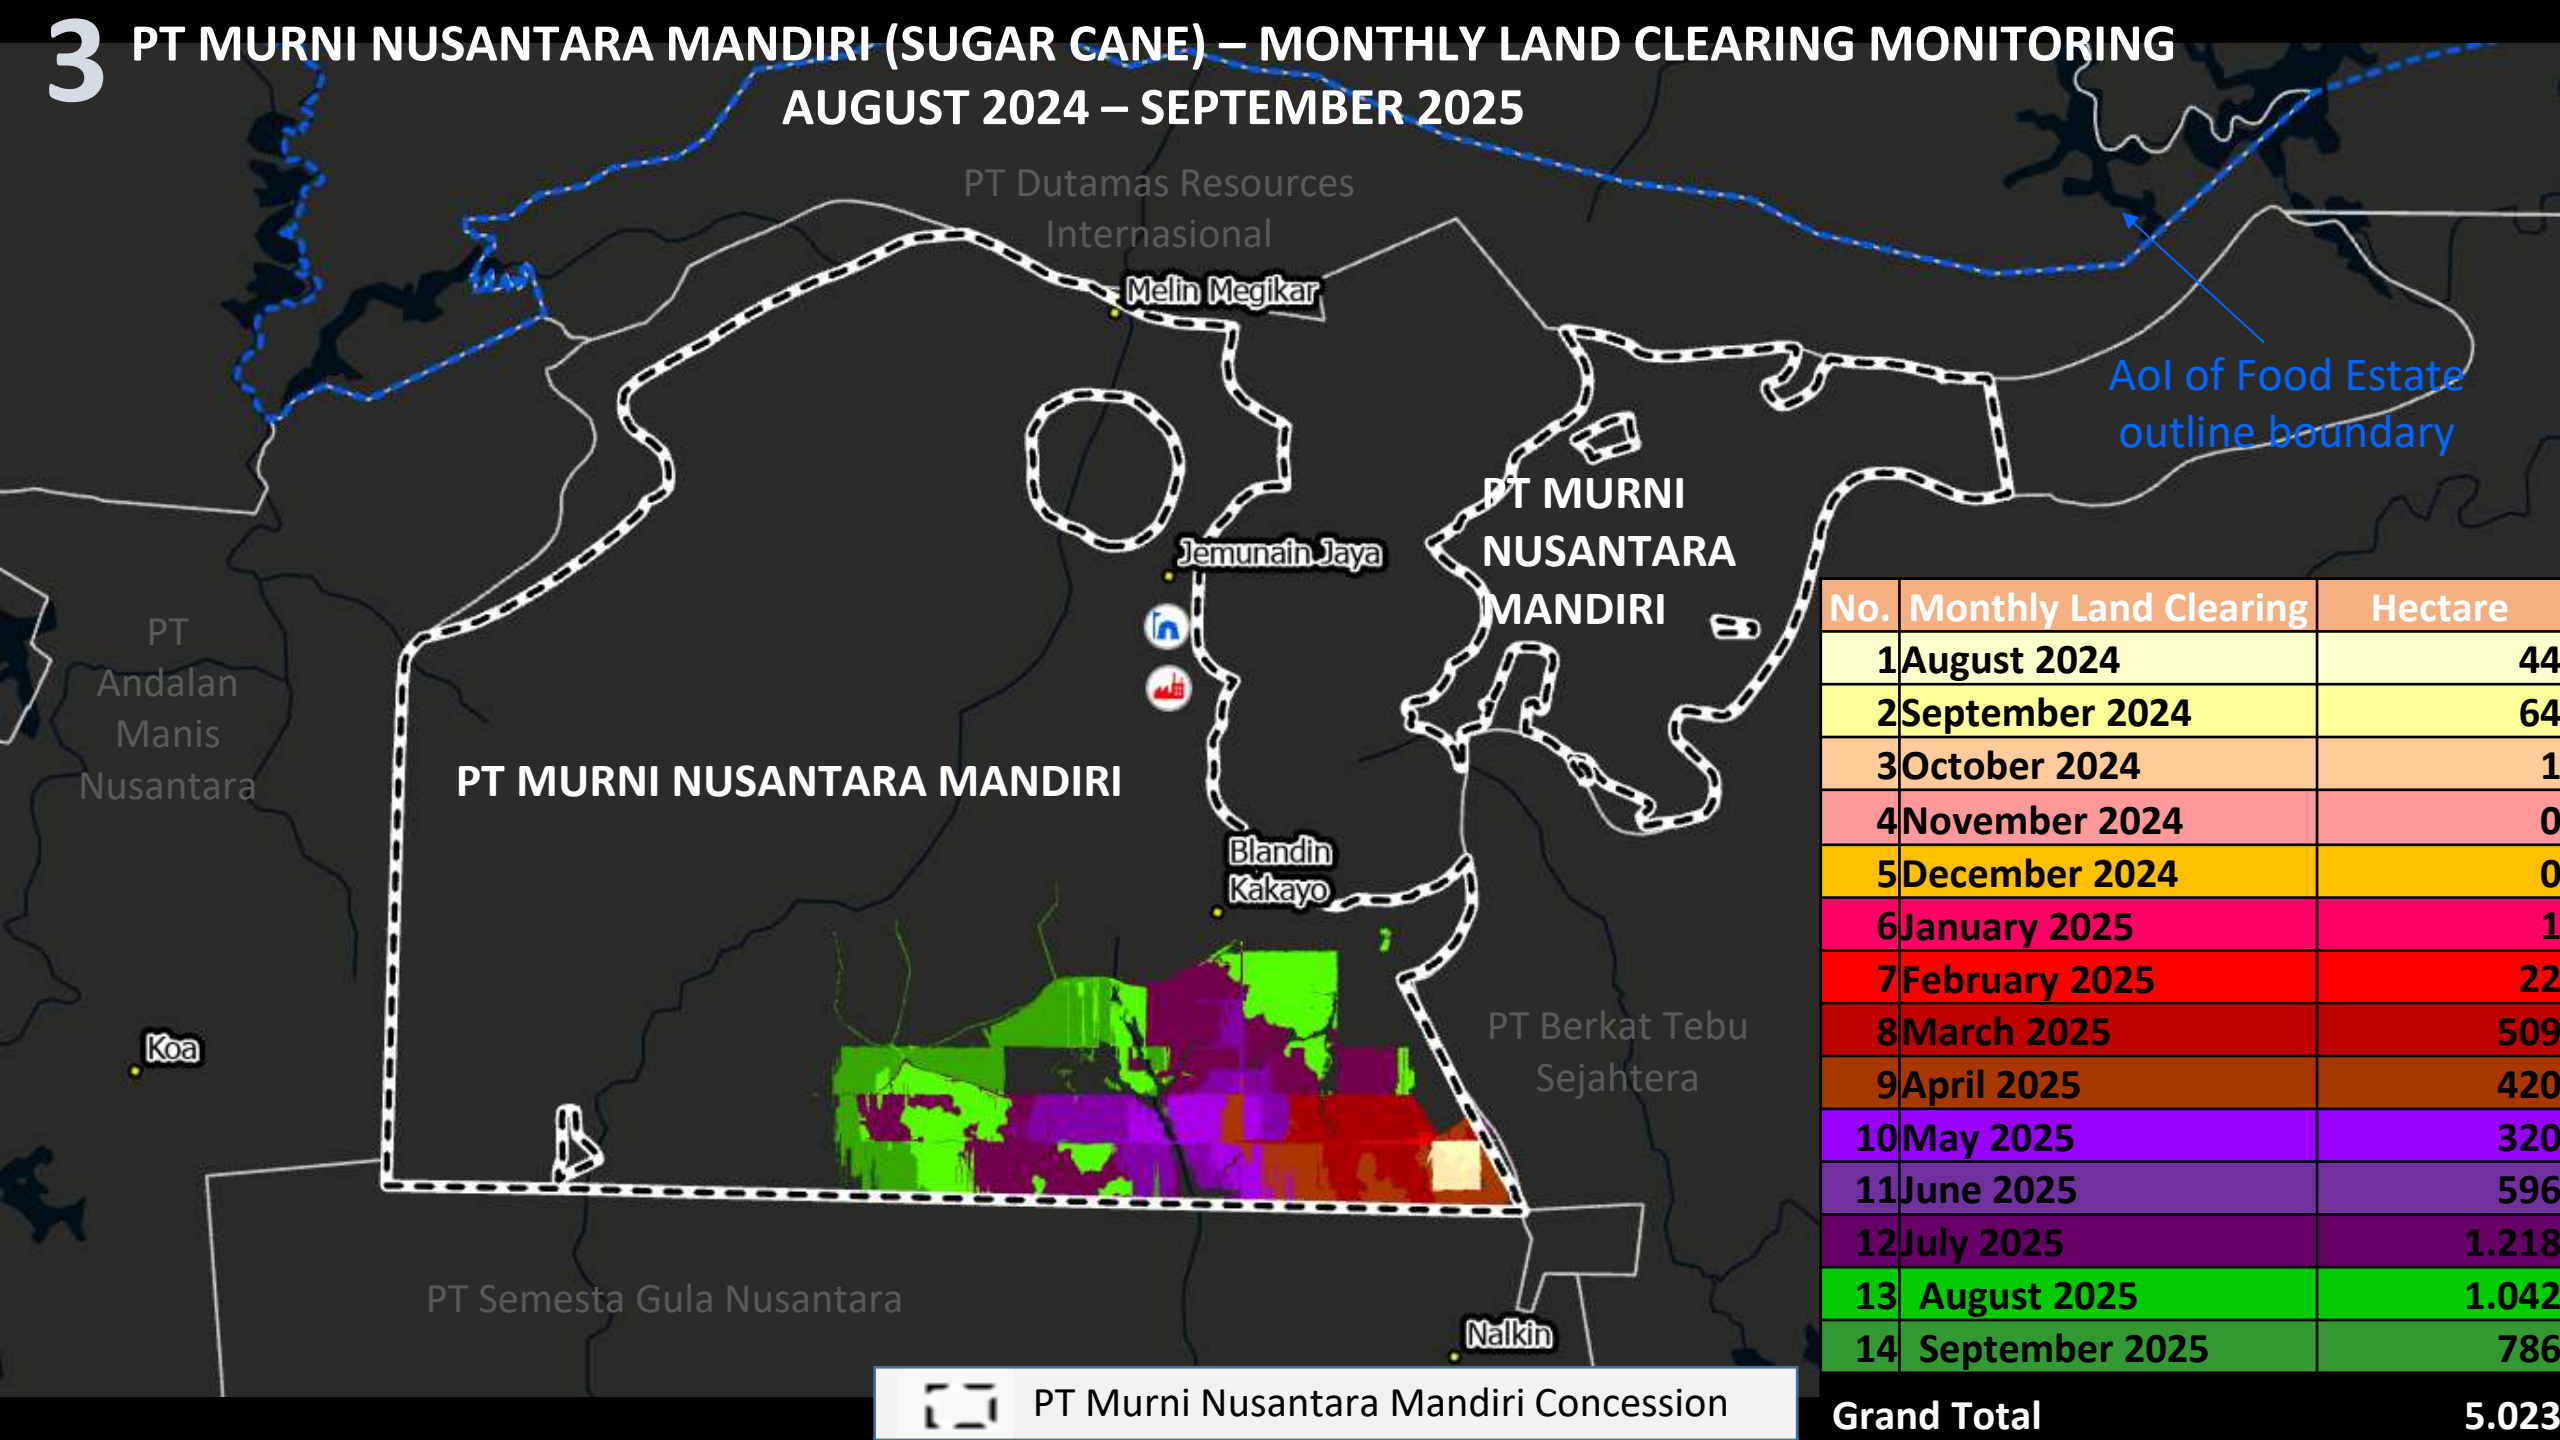 3
PT MURNI NUSANTARA MANDIRI (SUGAR CANE) – MONTHLY LAND CLEARING MONITORING
AUGUST 2024 – SEPTEMBER 2025
PT Dutamas Resources
Internasional
Melin Megikar
AoI of Food Estate
outline boundary
PT MURNI
NUSANTARA
MANDIRI
Jemunain Jaya
PT
Andalan
Manis
Nusantara
PT MURNI NUSANTARA MANDIRI
Blandin
Kakayo
Koa
PT Berkat Tebu
Sejahtera
PT Semesta Gula Nusantara
Nalkin
PT Murni Nusantara Mandiri Concession
No. Monthly Land Clearing Hectare
1 August 2024 44
2 September 2024 64
3 October 2024 1
4 November 2024 0
5 December 2024 0
6 January 2025 1
7 February 2025 22
8 March 2025 509
9 April 2025 420
10 May 2025 320
11 June 2025 596
12 July 2025 1.218
13 August 2025 1.042
14 September 2025 786
Grand Total 5.023